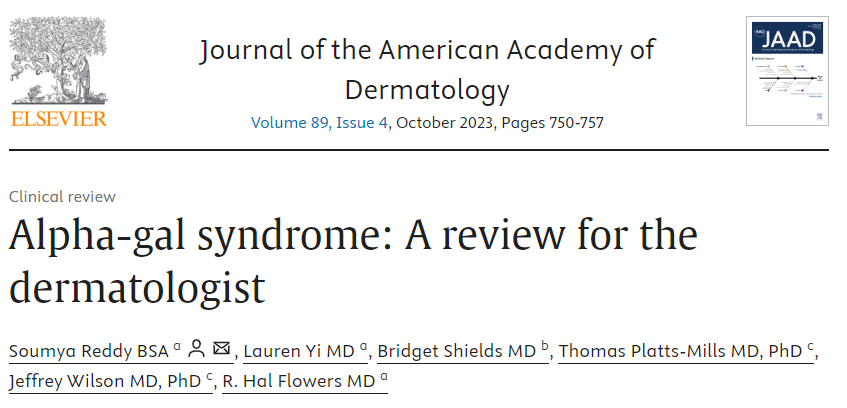 Journal of the American Academy of
Dermatology
Volume 89, Issue 4, October 2023, Pages 750-757
JAAD
ELSEVIER
Clinical review
Alpha-gal syndrome: A review for the
dermatologist
Soumya Reddy BSA a, Lauren Yi MD a, Bridget Shields MD b, Thomas Platts-Mills MD, PhD c,
Jeffrey Wilson MD, PhD c, R. Hal Flowers MD a